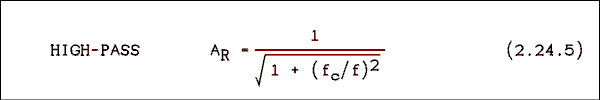 HIGH-PASS A_R = 1 / √(1 + (f_c/f)²) (2.24.5)